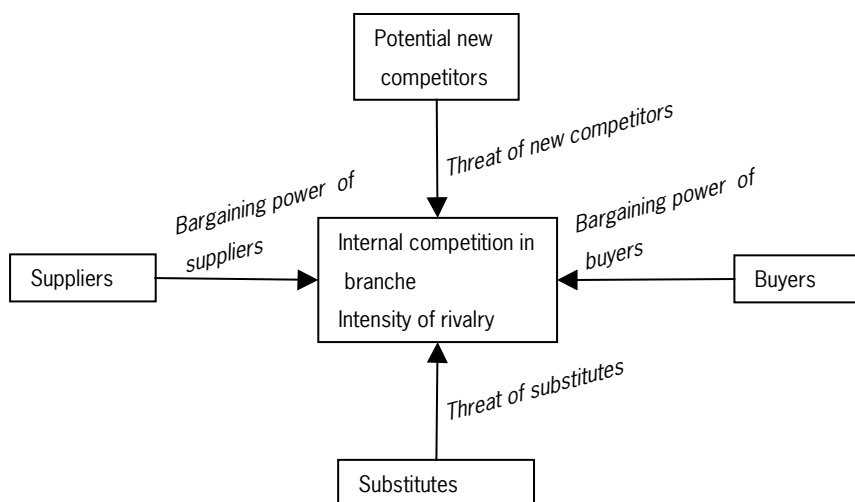 Potential new
competitors
Threat of new competitors
Bargaining power of
suppliers
Bargaining power of
buyers
Suppliers
Internal competition in
branche
Intensity of rivalry
Buyers
Threat of substitutes
Substitutes